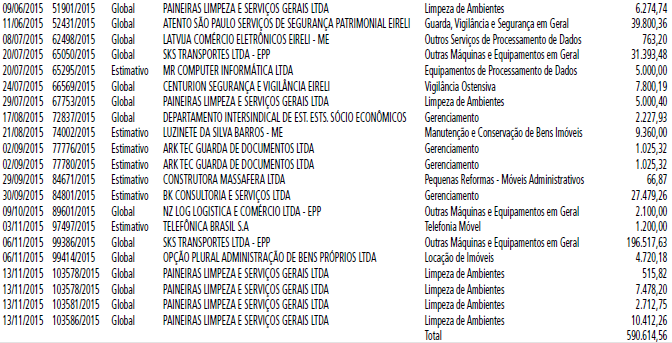 09/06/2015 51901/2015 Global PAINEIRAS LIMPEZA E SERVIÇOS GERAIS LTDA Limpeza de Ambientes 6.274,74
11/06/2015 52431/2015 Global ATENTO SÃO PAULO SERVIÇOS DE SEGURANÇA PATRIMONIAL EIRELI Guarda, Vigilância e Segurança em Geral 39.800,36
08/07/2015 62498/2015 Global LATVIJA COMÉRCIO ELETRÔNICOS EIRELI - ME Outros Serviços de Processamento de Dados 763,20
20/07/2015 65050/2015 Global SKS TRANSPORTES LTDA - EPP Outras Máquinas e Equipamentos em Geral 31.393,48
20/07/2015 65295/2015 Estimativo MR COMPUTER INFORMÁTICA LTDA Equipamentos de Processamento de Dados 5.000,00
24/07/2015 66569/2015 Global CENTURION SEGURANÇA E VIGILÂNCIA EIRELI Vigilância Ostensiva 7.800,19
29/07/2015 67753/2015 Global PAINEIRAS LIMPEZA E SERVIÇOS GERAIS LTDA Limpeza de Ambientes 5.000,40
17/08/2015 72837/2015 Global DEPARTAMENTO INTERSINDICAL DE EST. ESTS. SÓCIO ECONÔMICOS Gerenciamento 2.227,93
21/08/2015 74002/2015 Estimativo LUZINETE DA SILVA BARROS - ME Manutenção e Conservação de Bens Imóveis 9.360,00
02/09/2015 77776/2015 Estimativo ARK TEC GUARDA DE DOCUMENTOS LTDA Gerenciamento 1.025,32
02/09/2015 77780/2015 Estimativo ARK TEC GUARDA DE DOCUMENTOS LTDA Gerenciamento 1.025,32
29/09/2015 84671/2015 Estimativo CONSTRUTORA MASSAFERA LTDA Pequenas Reformas - Móveis Administrativos 66,87
30/09/2015 84801/2015 Estimativo BK CONSULTORIA E SERVIÇOS LTDA Gerenciamento 27.479,26
09/10/2015 89601/2015 Global NZ LOG LOGISTICA E COMÉRCIO LTDA - EPP Outras Máquinas e Equipamentos em Geral 2.100,00
03/11/2015 97497/2015 Estimativo TELEFÔNICA BRASIL S.A Telefonia Móvel 1.200,00
06/11/2015 99386/2015 Global SKS TRANSPORTES LTDA - EPP Outras Máquinas e Equipamentos em Geral 196.517,63
06/11/2015 99414/2015 Global OPÇÃO PLURAL ADMINISTRAÇÃO DE BENS PRÓPRIOS LTDA Locação de Imóveis 4.720,18
13/11/2015 103578/2015 Global PAINEIRAS LIMPEZA E SERVIÇOS GERAIS LTDA Limpeza de Ambientes 515,82
13/11/2015 103578/2015 Global PAINEIRAS LIMPEZA E SERVIÇOS GERAIS LTDA Limpeza de Ambientes 7.478,20
13/11/2015 103581/2015 Global PAINEIRAS LIMPEZA E SERVIÇOS GERAIS LTDA Limpeza de Ambientes 2.712,75
13/11/2015 103586/2015 Global PAINEIRAS LIMPEZA E SERVIÇOS GERAIS LTDA Limpeza de Ambientes 10.412,26
Total 590.614,56